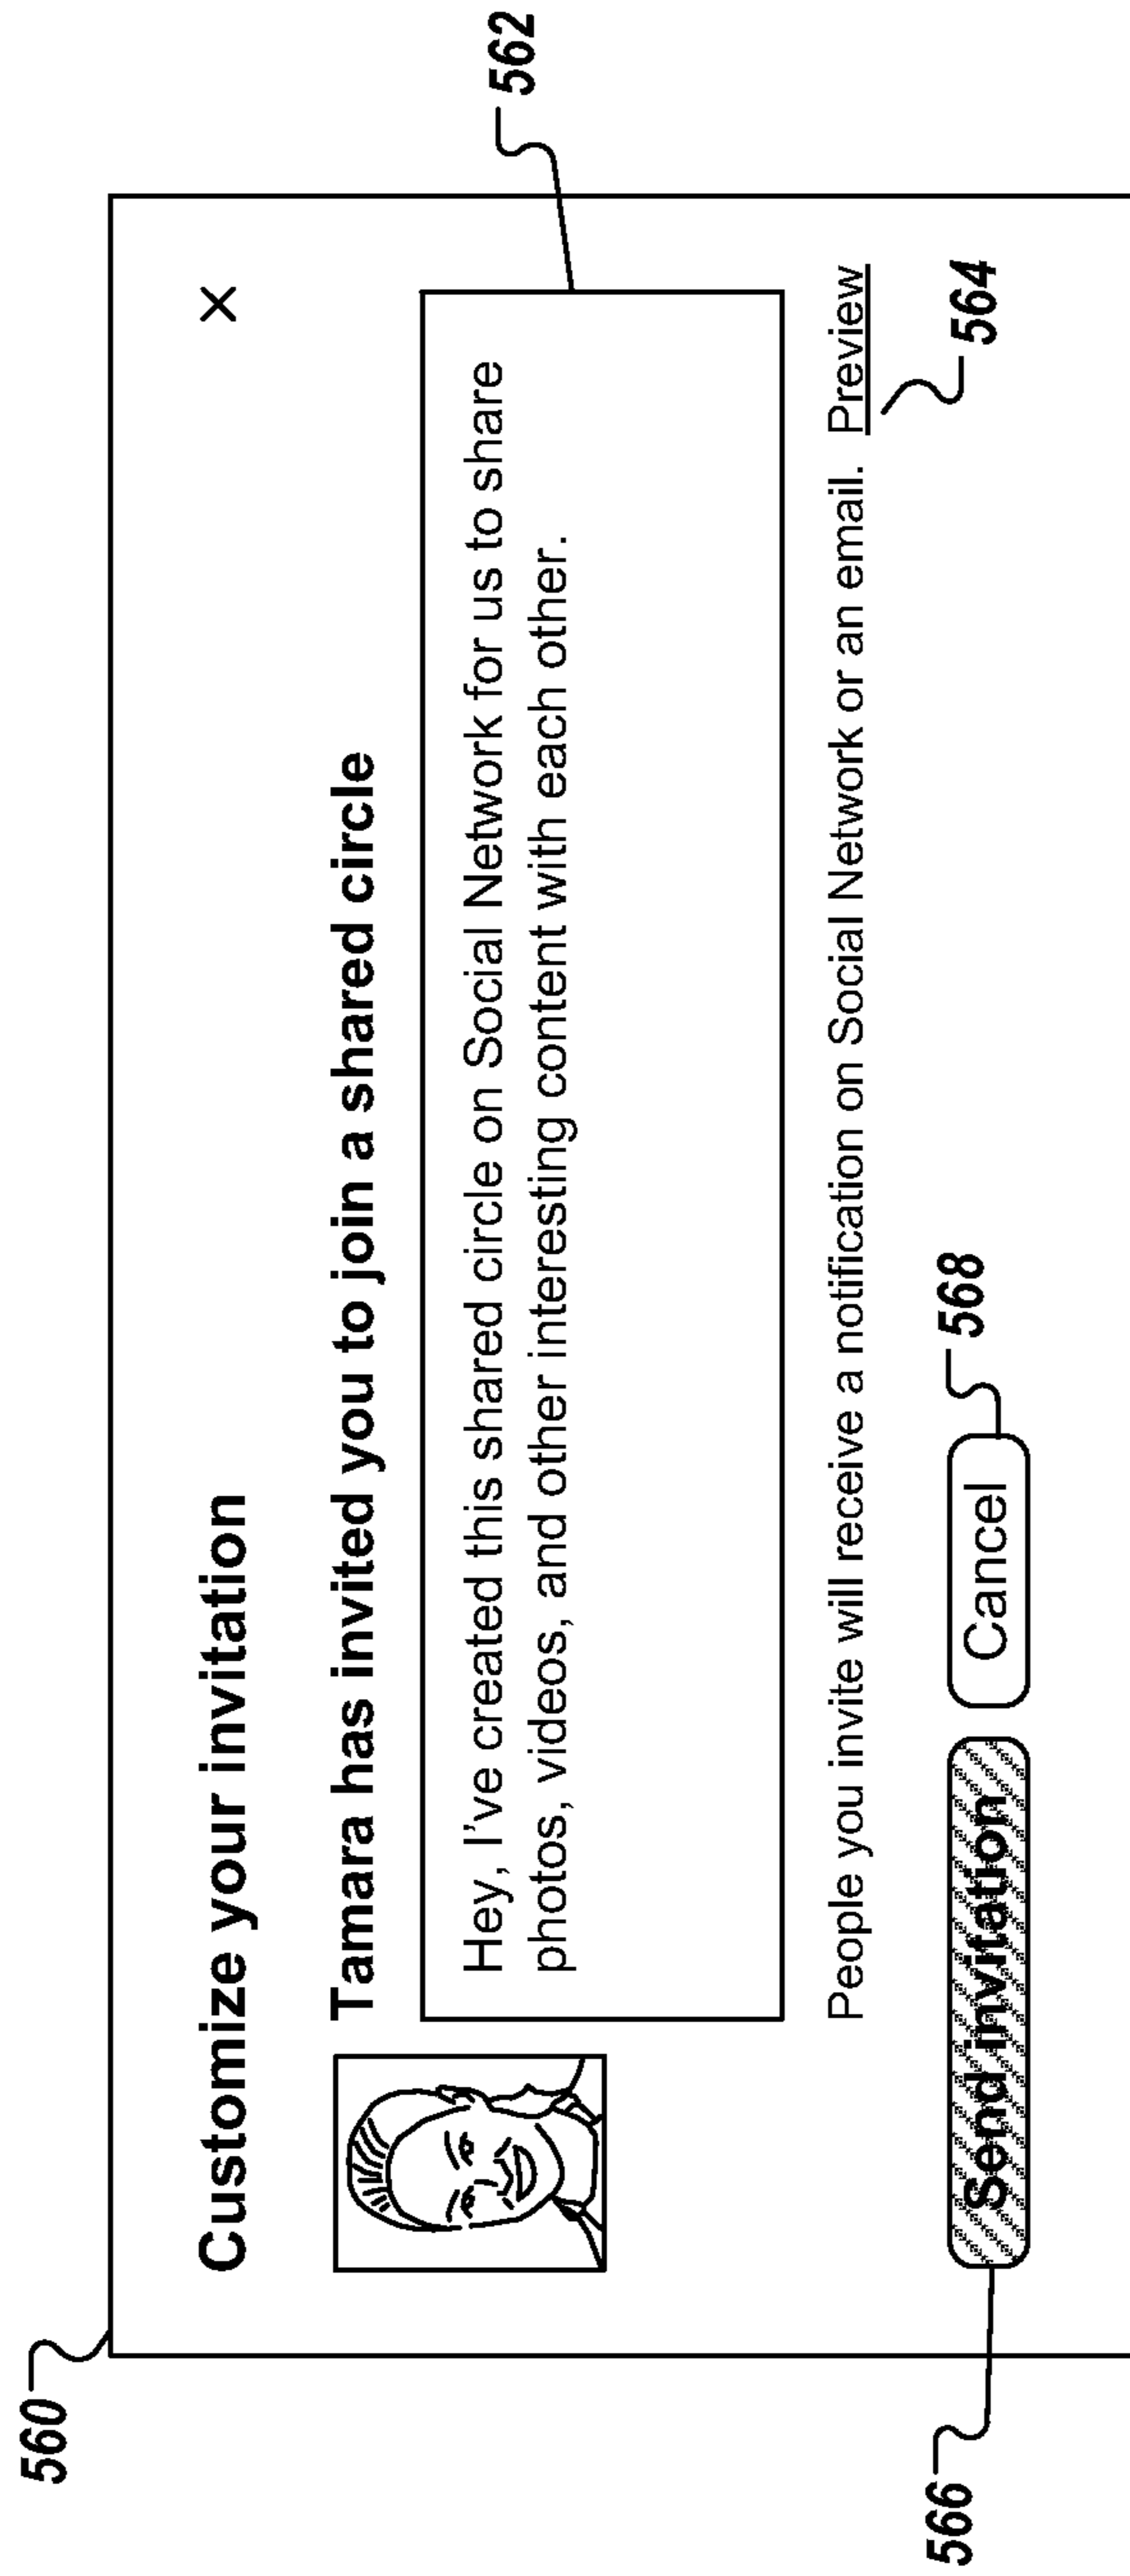 560
Customize your invitation
X
Tamara has invited you to join a shared circle
Hey, I've created this shared circle on Social Network for us to share
photos, videos, and other interesting content with each other.
562
People you invite will receive a notification on Social Network or an email. Preview
564
566
Send invitation
Cancel
568